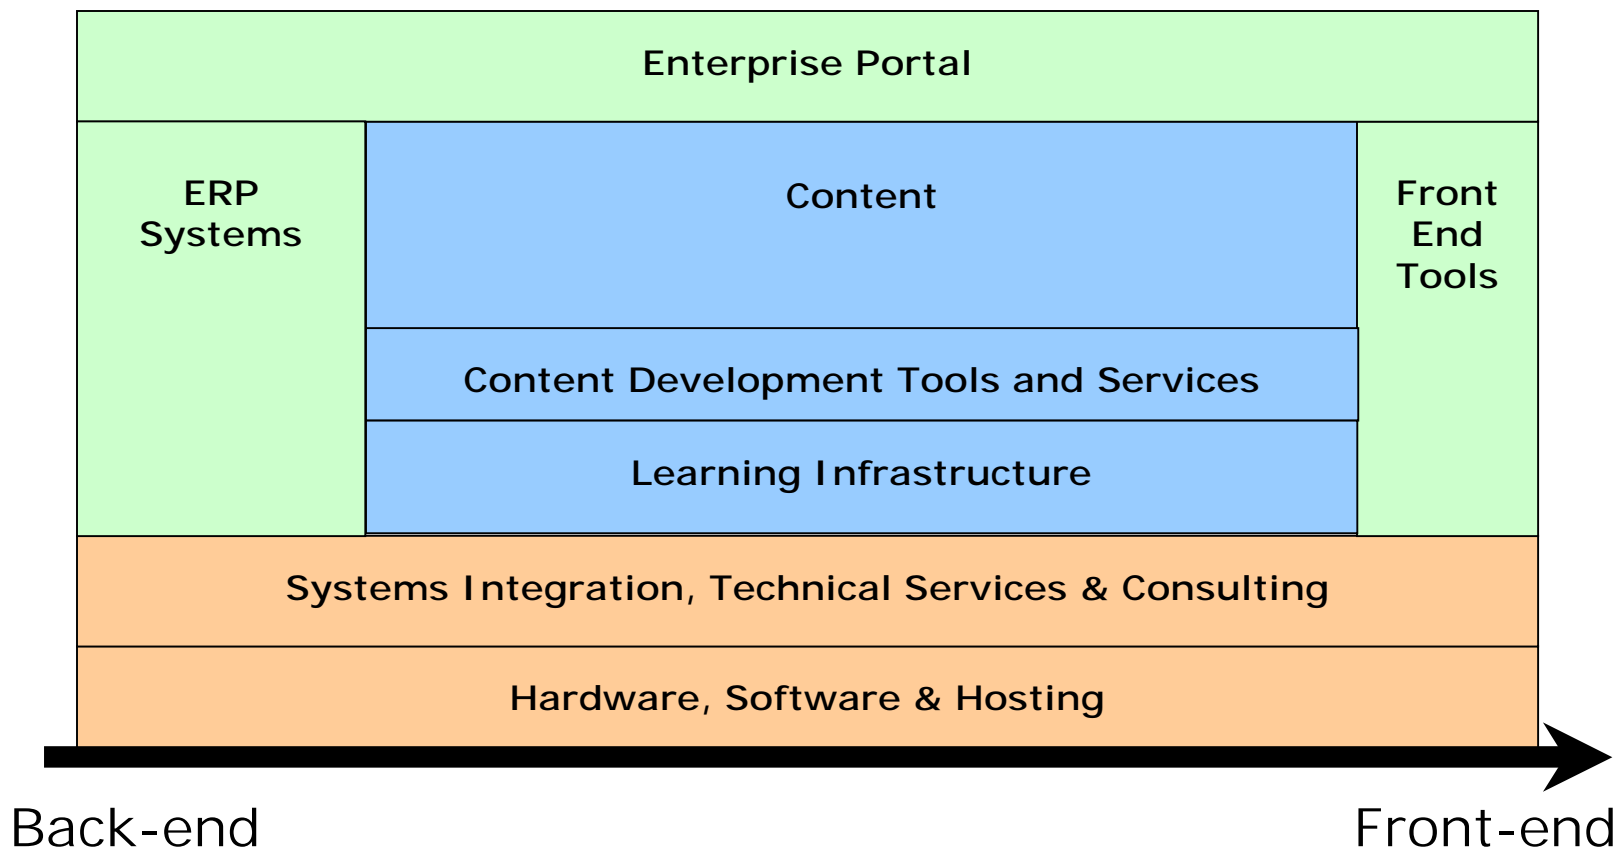 Enterprise Portal
ERP
Systems
Content
Front
End
Tools
Content Development Tools and Services
Learning Infrastructure
Systems Integration, Technical Services & Consulting
Hardware, Software & Hosting
Back-end
Front-end